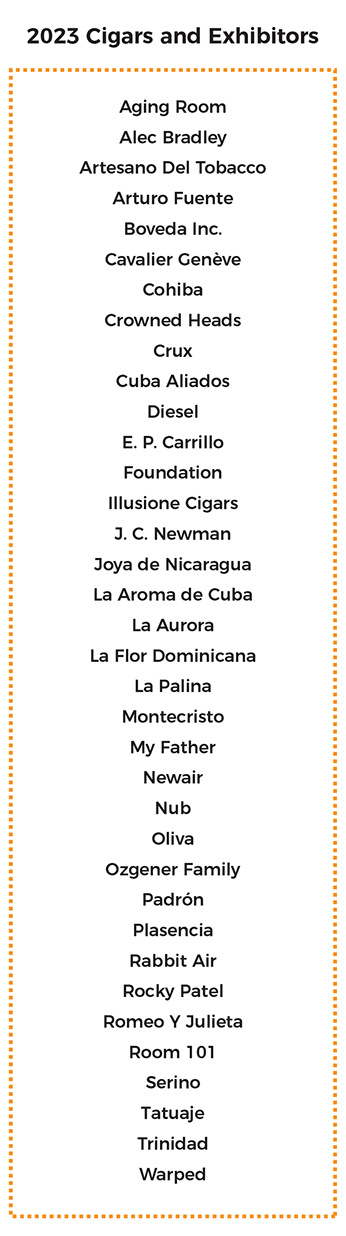 2023 Cigars and Exhibitors
Aging Room
Alec Bradley
Artesano Del Tobacco
Arturo Fuente
Boveda Inc.
Cavalier Genève
Cohiba
Crowned Heads
Crux
Cuba Aliados
Diesel
E. P. Carrillo
Foundation
Illusione Cigars
J. C. Newman
Joya de Nicaragua
La Aroma de Cuba
La Aurora
La Flor Dominicana
La Palina
Montecristo
My Father
Newair
Nub
Oliva
Ozgener Family
Padrón
Plasencia
Rabbit Air
Rocky Patel
Romeo Y Julieta
Room 101
Serino
Tatuaje
Trinidad
Warped